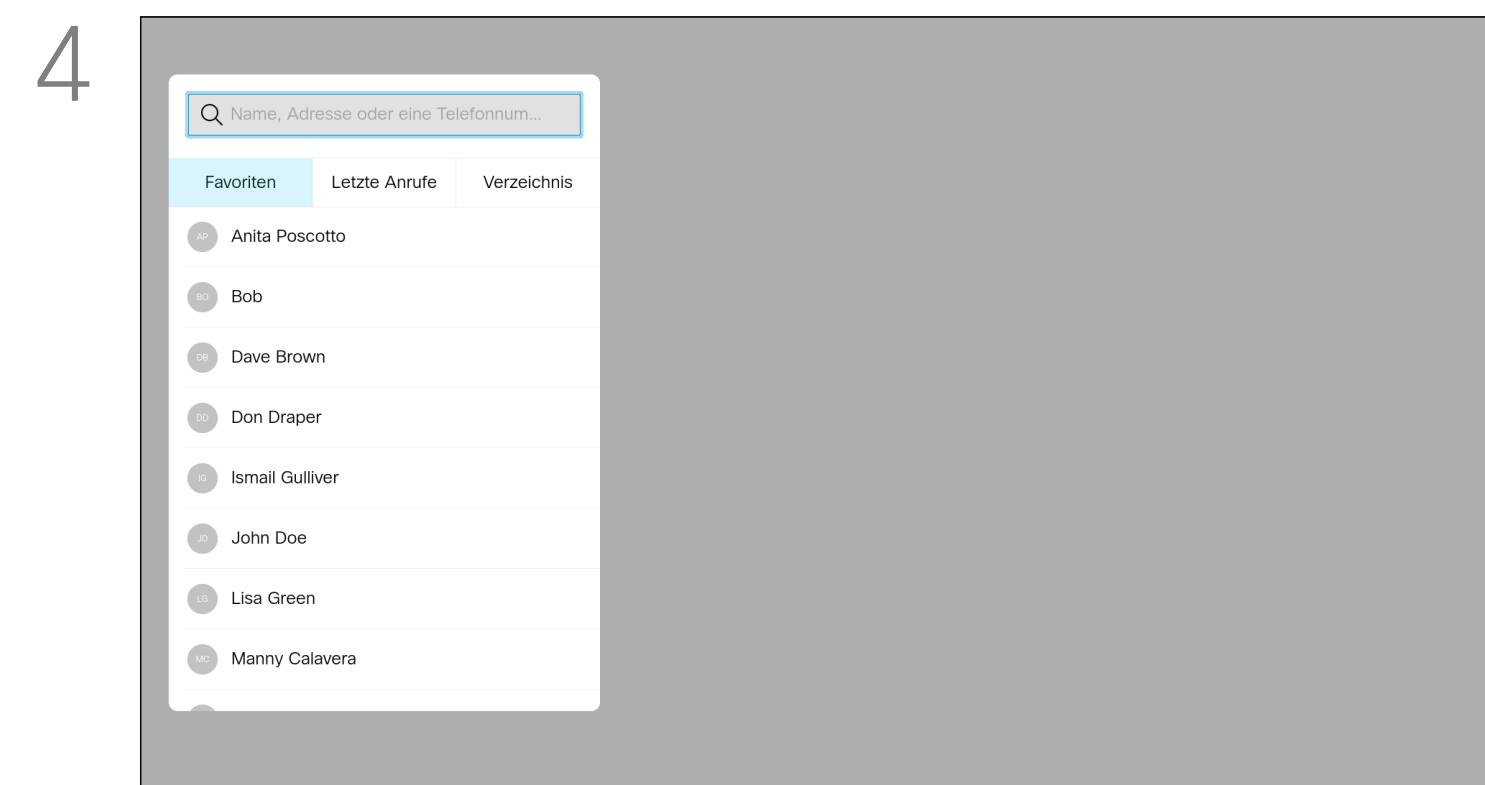 4
Name, Adresse oder eine Telefonnum...
Favoriten Letzte Anrufe Verzeichnis
AP Anita Poscotto
BO Bob
DB Dave Brown
DD Don Draper
IG Ismail Gulliver
JD John Doe
LG Lisa Green
MC Manny Calavera